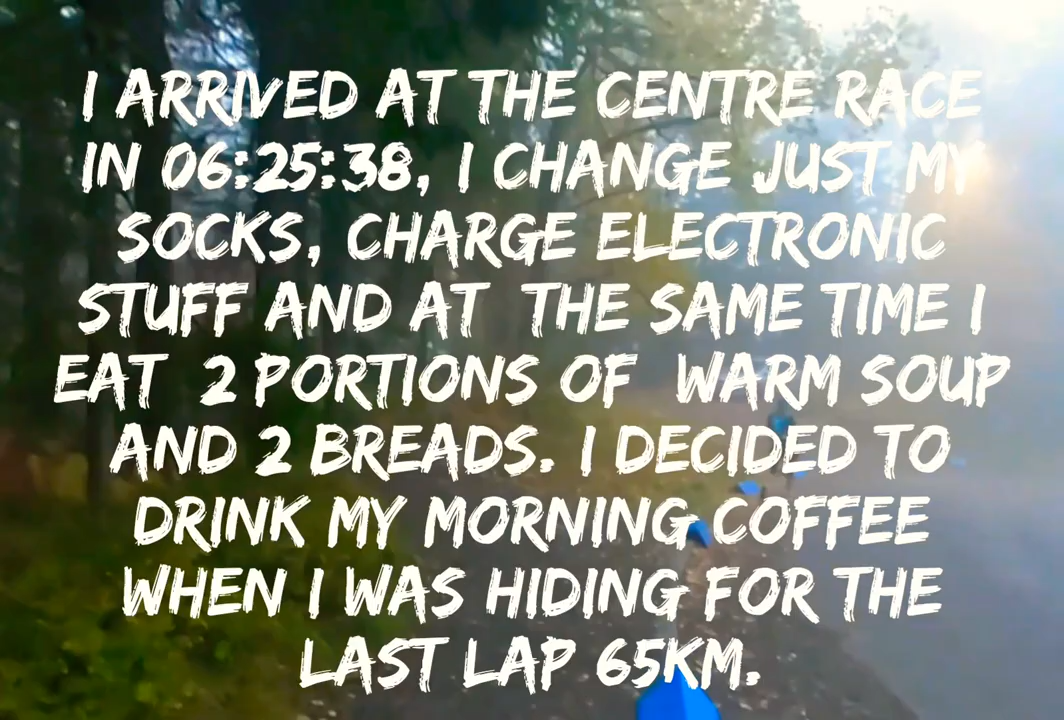 I ARRIVED AT THE CENTRE RACE
IN 06:25:38, I CHANGE JUST MY
SOCKS, CHARGE ELECTRONIC
STUFF AND AT THE SAME TIME I
EAT 2 PORTIONS OF WARM SOUP
AND 2 BREADS. I DECIDED TO
DRINK MY MORNING COFFEE
WHEN I WAS HIDING FOR THE
LAST LAP 65KM.